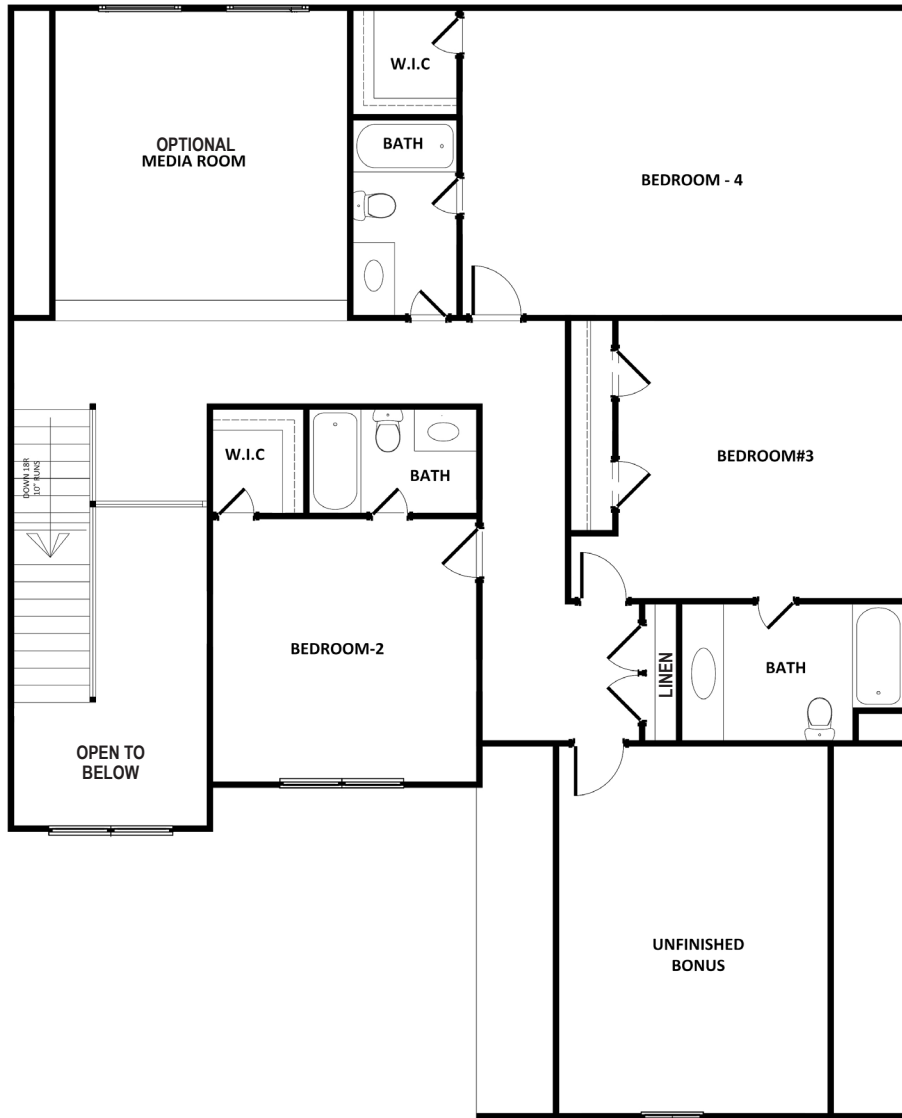 W.I.C
OPTIONAL
MEDIA ROOM
BATH
BEDROOM - 4
W.I.C
BATH
BEDROOM#3
DOWN 18R
10" RUNS
BEDROOM-2
LINEN
BATH
OPEN TO
BELOW
UNFINISHED
BONUS